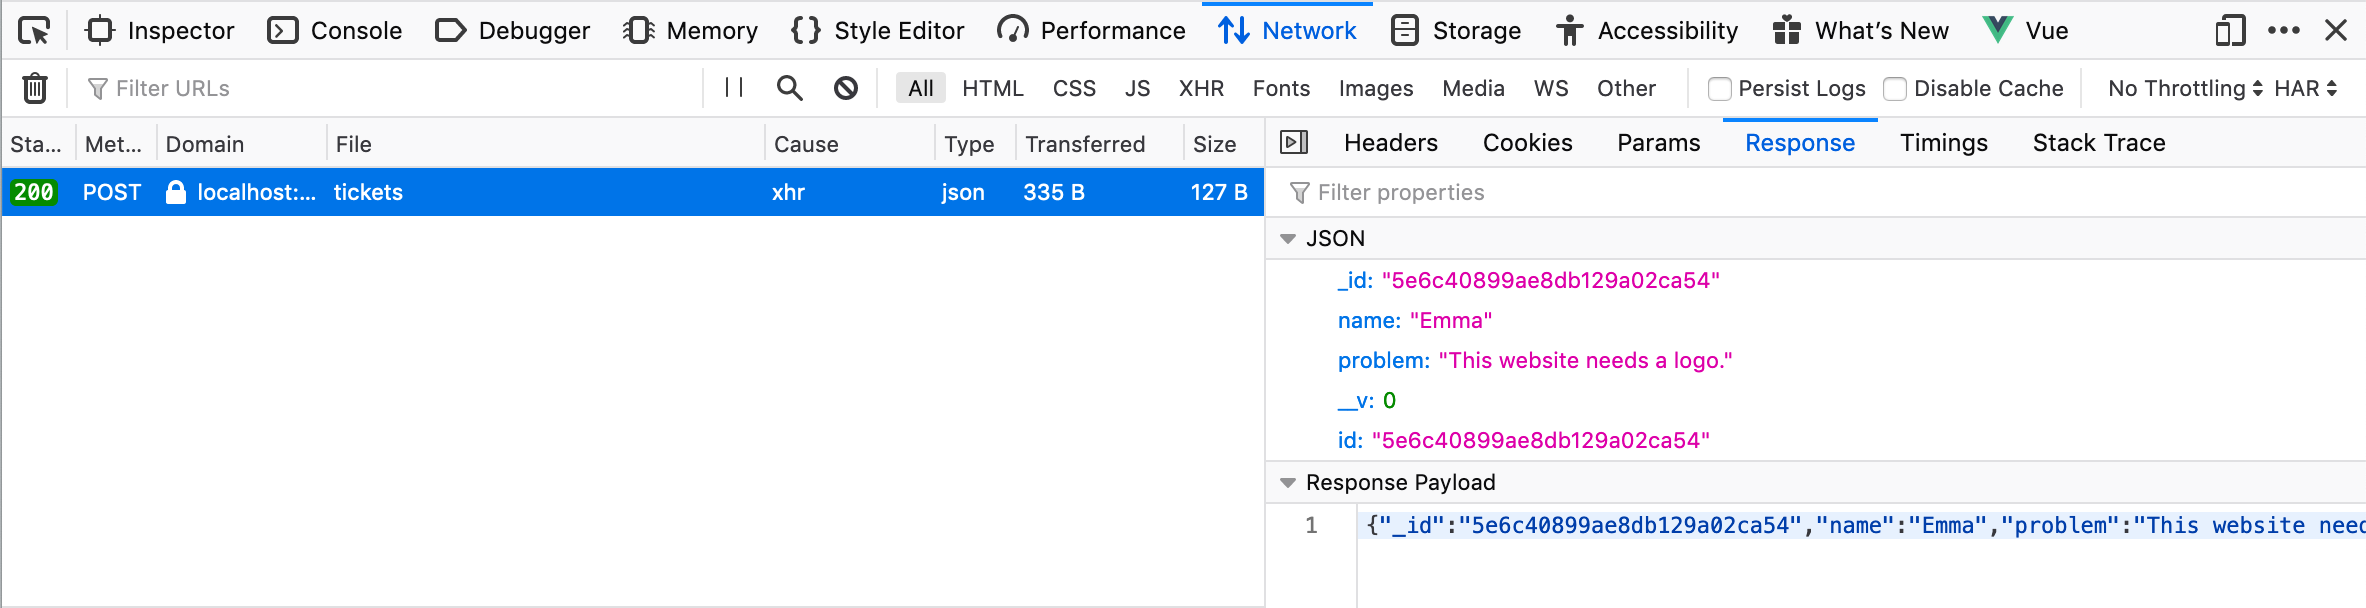 Inspector Console Debugger Memory Style Editor Performance Network Storage Accessibility What's New Vue
Filter URLs All HTML CSS JS XHR Fonts Images Media WS Other Persist Logs Disable Cache No Throttling HAR
Sta... Met... Domain File Cause Type Transferred Size
200 POST localhost:... tickets xhr json 335 B 127 B
Headers Cookies Params Response Timings Stack Trace
Filter properties
JSON
_id: "5e6c40899ae8db129a02ca54"
name: "Emma"
problem: "This website needs a logo."
__v: 0
id: "5e6c40899ae8db129a02ca54"
Response Payload
1 {"_id":"5e6c40899ae8db129a02ca54","name":"Emma","problem":"This website need